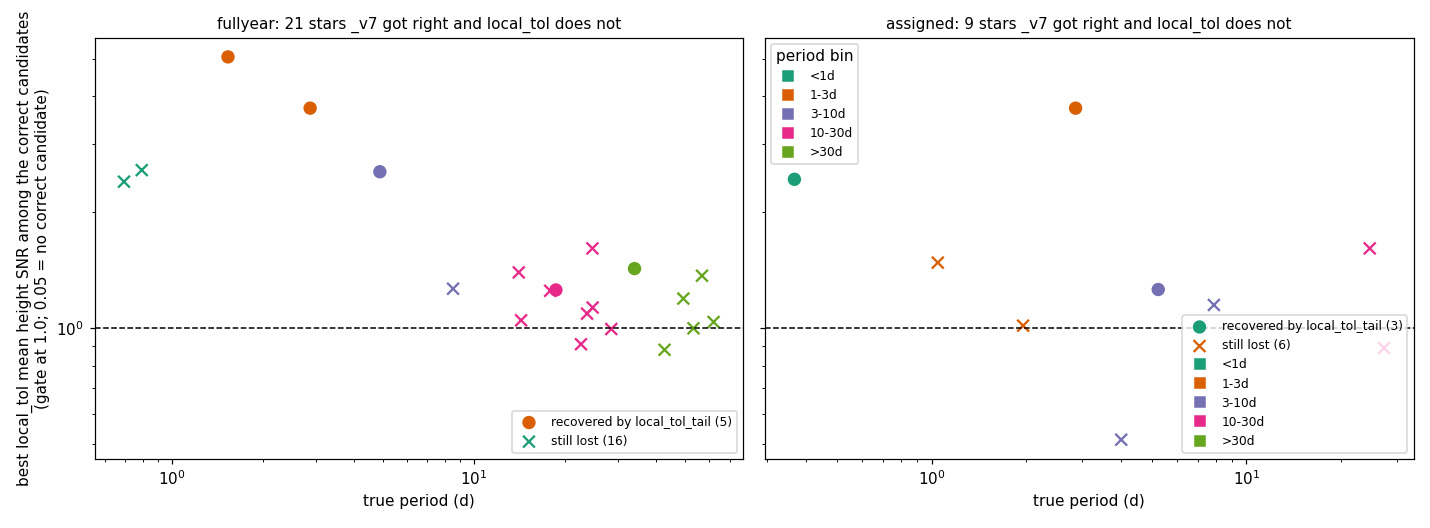 fullyear: 21 stars _v7 got right and local_tol does not
best local_tol mean height SNR among the correct candidates
(gate at 1.0; 0.05 = no correct candidate)
10⁰
recovered by local_tol_tail (5)
still lost (16)
10⁰ 10¹
true period (d)
assigned: 9 stars _v7 got right and local_tol does not
period bin
<1d
1-3d
3-10d
10-30d
>30d
recovered by local_tol_tail (3)
still lost (6)
<1d
1-3d
3-10d
10-30d
>30d
10⁰ 10¹
true period (d)